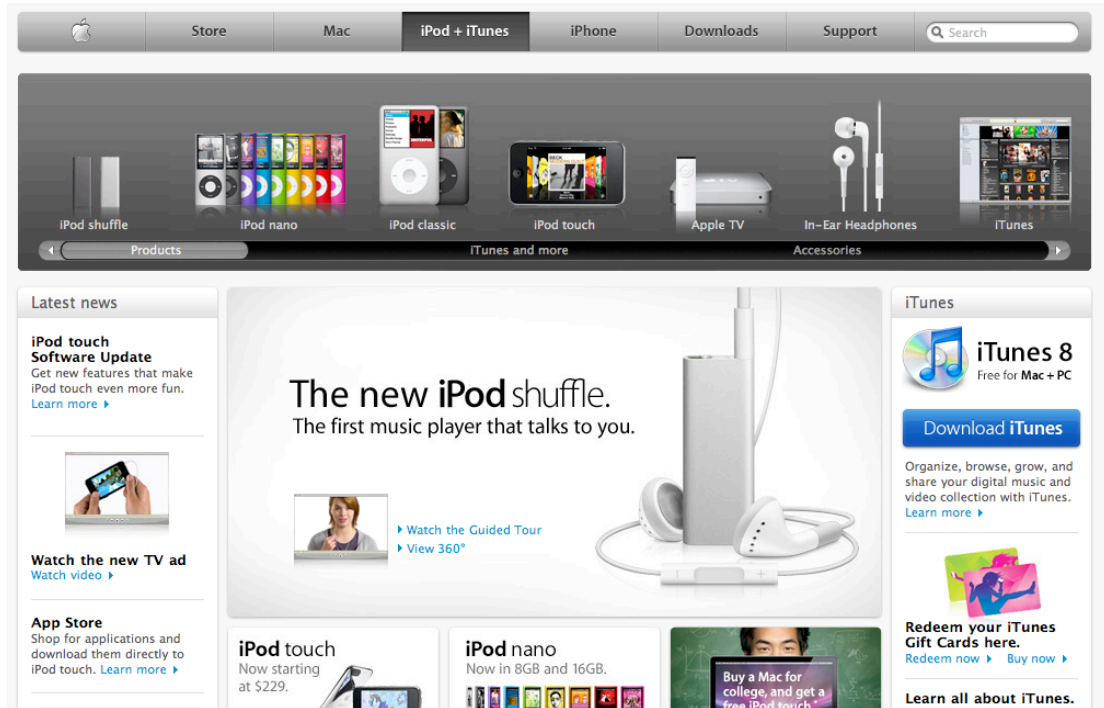 Store
Mac
iPod + iTunes
iPhone
Downloads
Support
Search
iPod shuffle
iPod nano
iPod classic
iPod touch
Apple TV
In-Ear Headphones
iTunes
Products
iTunes and more
Accessories
Latest news
iPod touch
Software Update
Get new features that make
iPod touch even more fun.
Learn more
Watch the new TV ad
Watch video
App Store
Shop for applications and
download them directly to
iPod touch. Learn more
The new iPod shuffle.
The first music player that talks to you.
Watch the Guided Tour
View 360°
iPod touch
Now starting
at $229.
iPod nano
Now in 8GB and 16GB.
Buy a Mac for
college, and get a
free iPod touch.*
iTunes
iTunes 8
Free for Mac + PC
Download iTunes
Organize, browse, grow, and
share your digital music and
video collection with iTunes.
Learn more
Redeem your iTunes
Gift Cards here.
Redeem now Buy now
Learn all about iTunes.